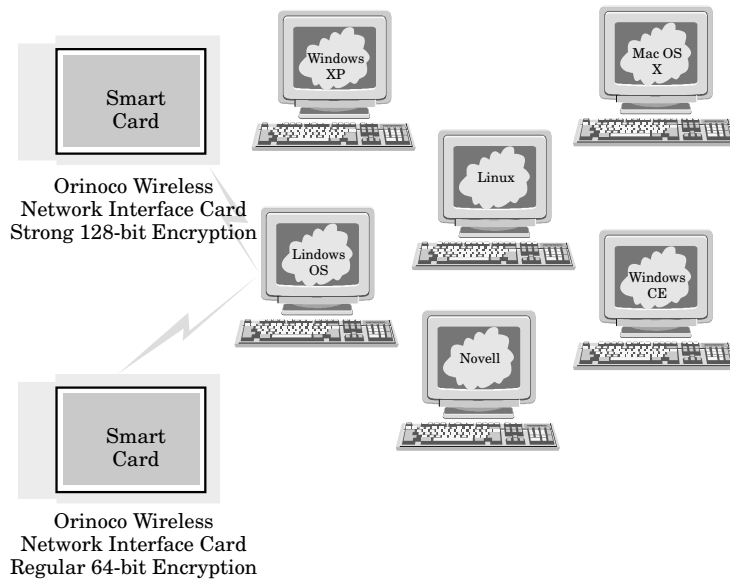 Smart
Card
Orinoco Wireless
Network Interface Card
Strong 128-bit Encryption
Windows
XP
Mac OS
X
Linux
Lindows
OS
Windows
CE
Novell
Smart
Card
Orinoco Wireless
Network Interface Card
Regular 64-bit Encryption